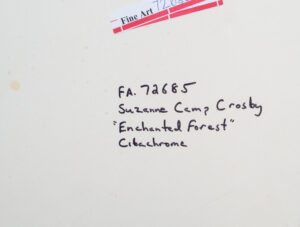 Fine Art
FA. 72685
Suzanne Camp Crosby
"Enchanted Forest"
Cibachrome